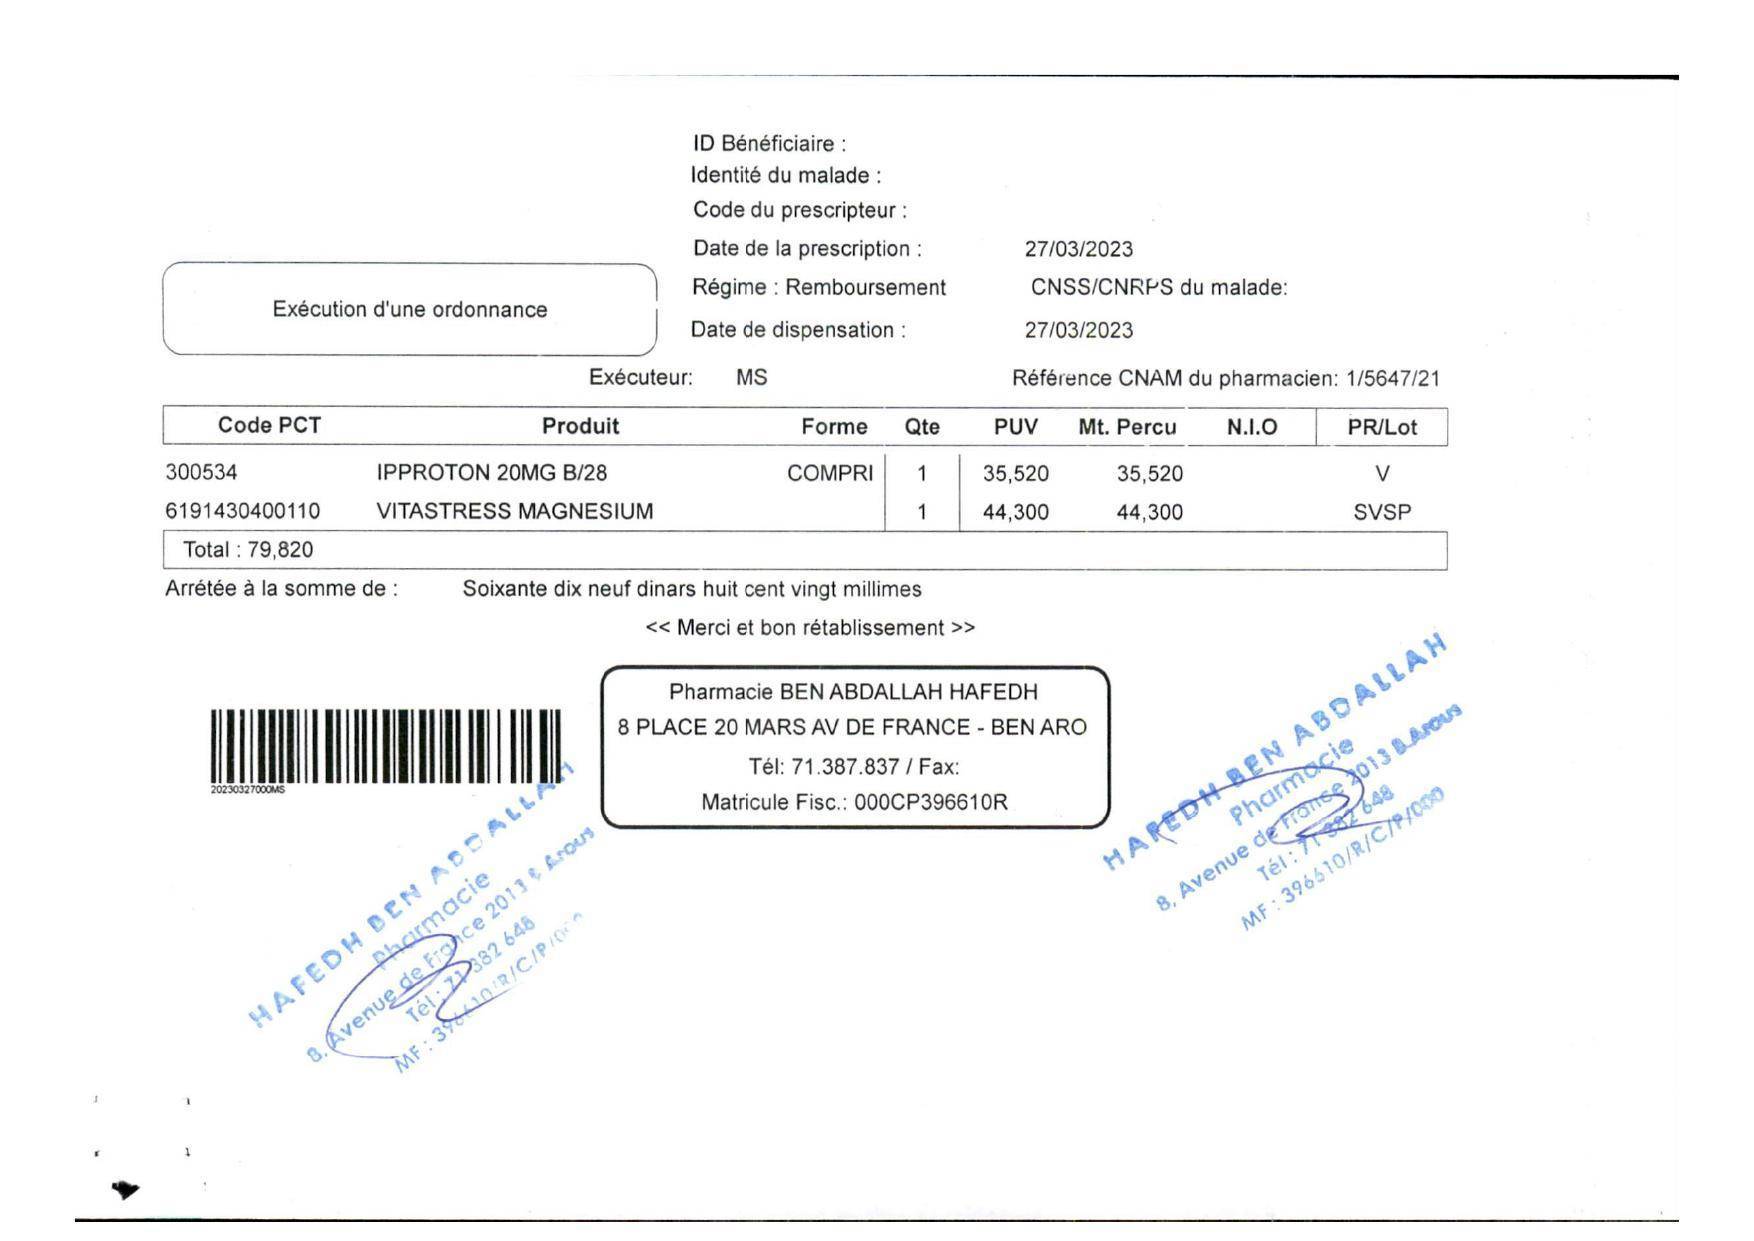 ID Bénéficiaire :
Identité du malade :
Code du prescripteur :
Date de la prescription : 27/03/2023
Régime : Remboursement CNSS/CNRPS du malade:
Exécution d'une ordonnance
Date de dispensation : 27/03/2023
Exécuteur: MS Référence CNAM du pharmacien: 1/5647/21
Code PCT Produit Forme Qte PUV Mt. Percu N.I.O PR/Lot
300534 IPPROTON 20MG B/28 COMPRI 1 35,520 35,520 V
6191430400110 VITASTRESS MAGNESIUM 1 44,300 44,300 SVSP
Total : 79,820
Arrétée à la somme de : Soixante dix neuf dinars huit cent vingt millimes
<< Merci et bon rétablissement >>
Pharmacie BEN ABDALLAH HAFEDH
8 PLACE 20 MARS AV DE FRANCE - BEN ARO
Tél: 71.387.837 / Fax:
Matricule Fisc.: 000CP396610R
20230327000MS
HAFEDH BEN ABDALLAH
Pharmacie
8, Avenue de France 2013 B.Arous
Tél : 71 382 648
MF : 396610/R/C/P/000
HAFEDH BEN ABDALLAH
Pharmacie
8, Avenue de France 2013 B.Arous
Tél : 71 382 648
MF : 396610/R/C/P/000